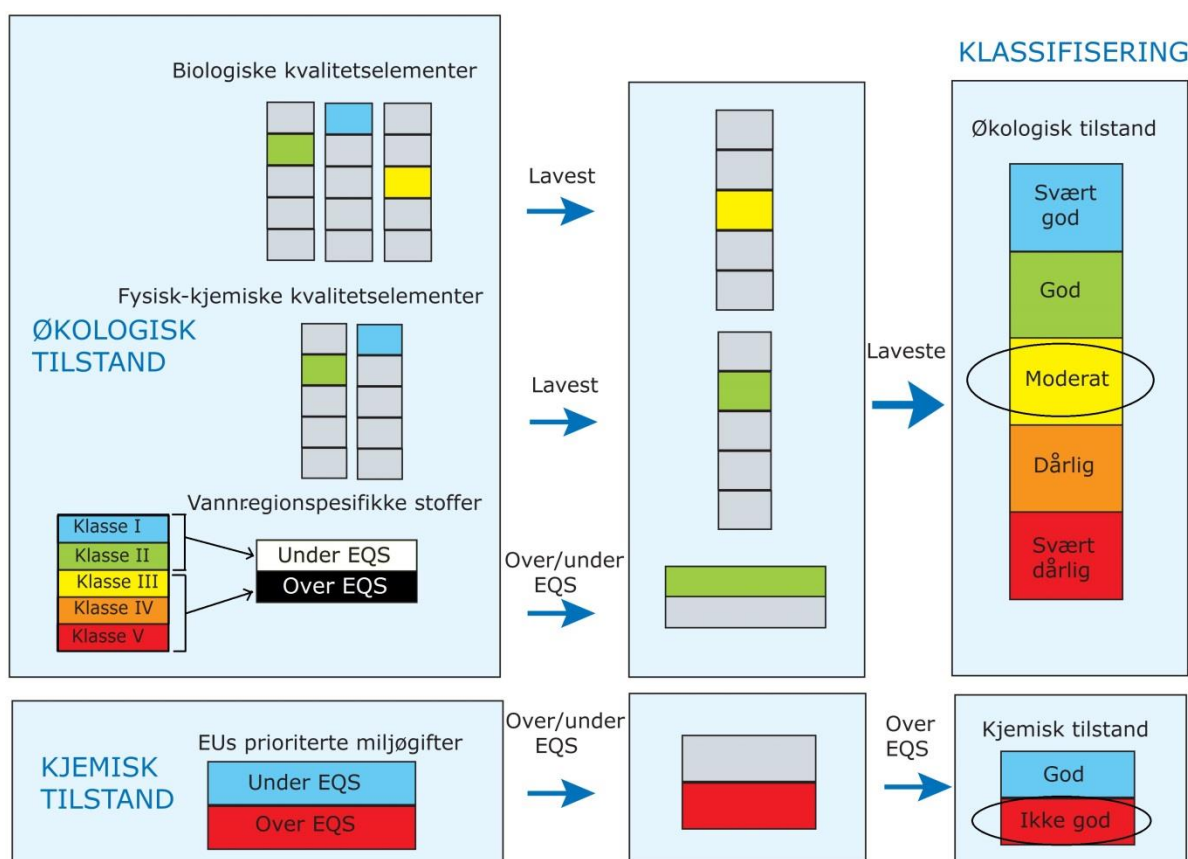 KLASSIFISERING
Biologiske kvalitetselementer
Lavest
Økologisk tilstand
Svært
god
God
Moderat
Dårlig
Svært
dårlig
Fysisk-kjemiske kvalitetselementer
ØKOLOGISK
TILSTAND
Lavest
Laveste
Vannregionspesifikke stoffer
Klasse I
Klasse II
Klasse III
Klasse IV
Klasse V
Under EQS
Over EQS
Over/under
EQS
KJEMISK
TILSTAND
EUs prioriterte miljøgifter
Under EQS
Over EQS
Over/under
EQS
Over
EQS
Kjemisk tilstand
God
Ikke god